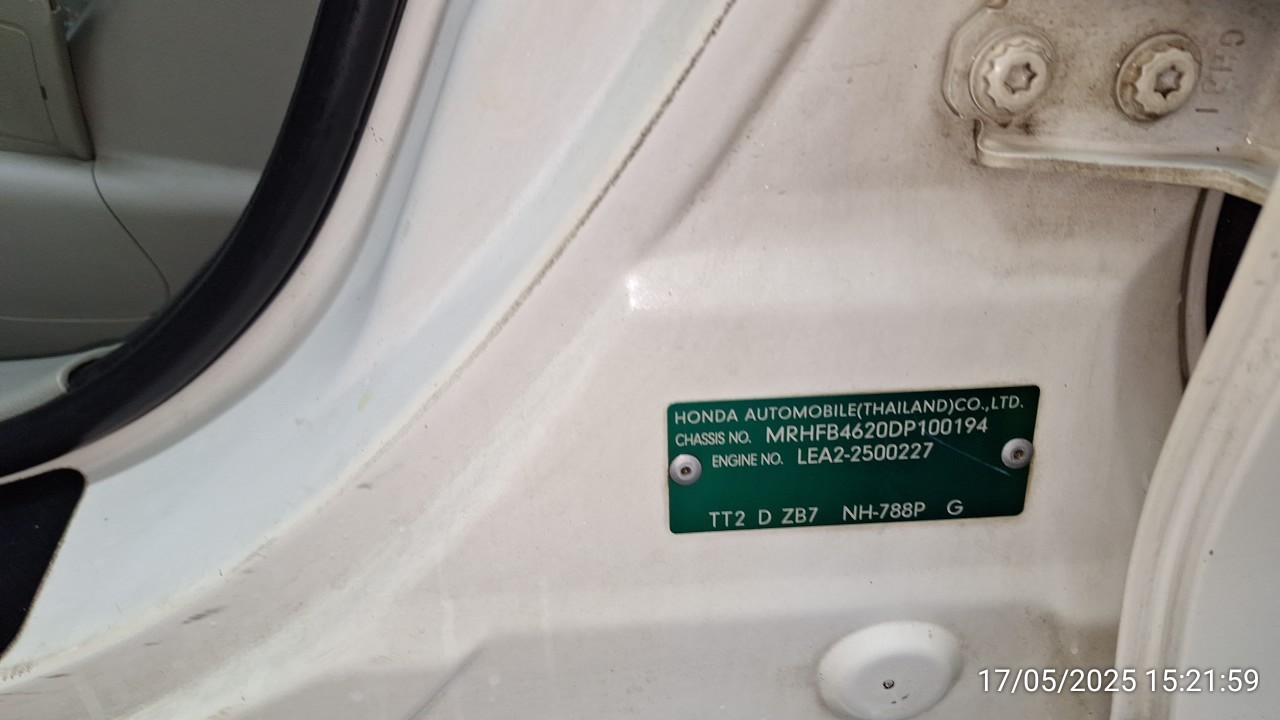 HONDA AUTOMOBILE(THAILAND)CO.,LTD.
CHASSIS NO. MRHFB4620DP100194
ENGINE NO. LEA2-2500227
TT2 D ZB7 NH-788P G
17/05/2025 15:21:59